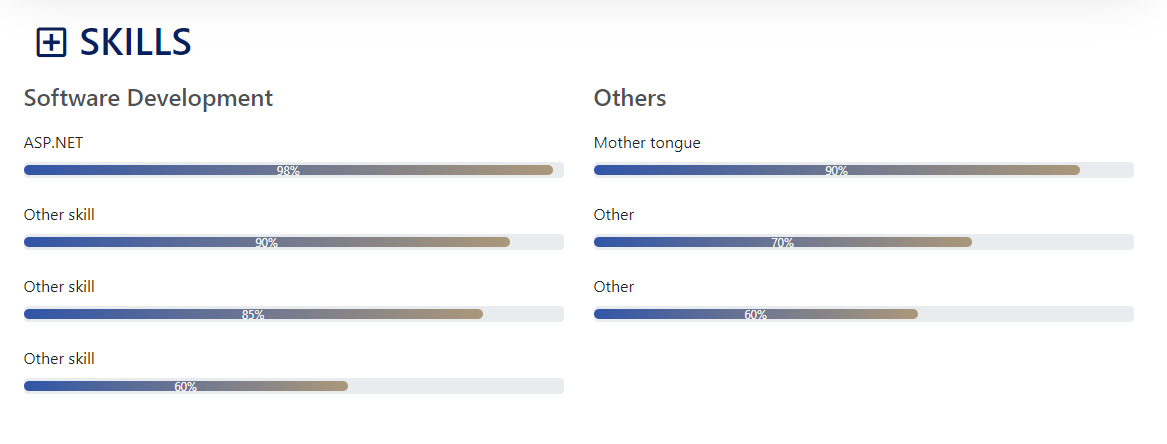 SKILLS
Software Development
ASP.NET
98%
Other skill
90%
Other skill
85%
Other skill
60%
Others
Mother tongue
90%
Other
70%
Other
60%